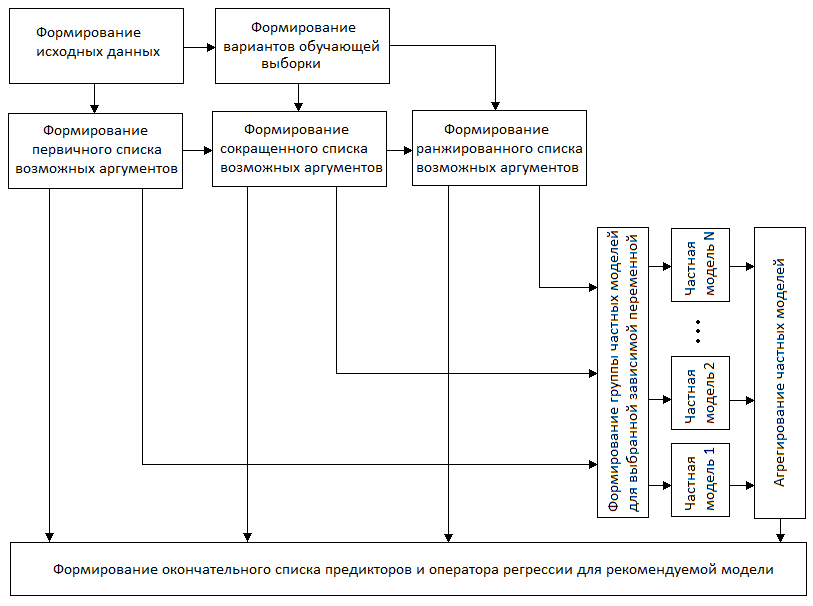 Формирование
исходных данных
Формирование
вариантов обучающей
выборки
Формирование
первичного списка
возможных аргументов
Формирование
сокращенного списка
возможных аргументов
Формирование
ранжированного списка
возможных аргументов
Формирование группы частных моделей
для выбранной зависимой переменной
Частная
модель N
...
Частная
модель 2
Частная
модель 1
Агрегирование частных моделей
Формирование окончательного списка предикторов и оператора регрессии для рекомендуемой модели